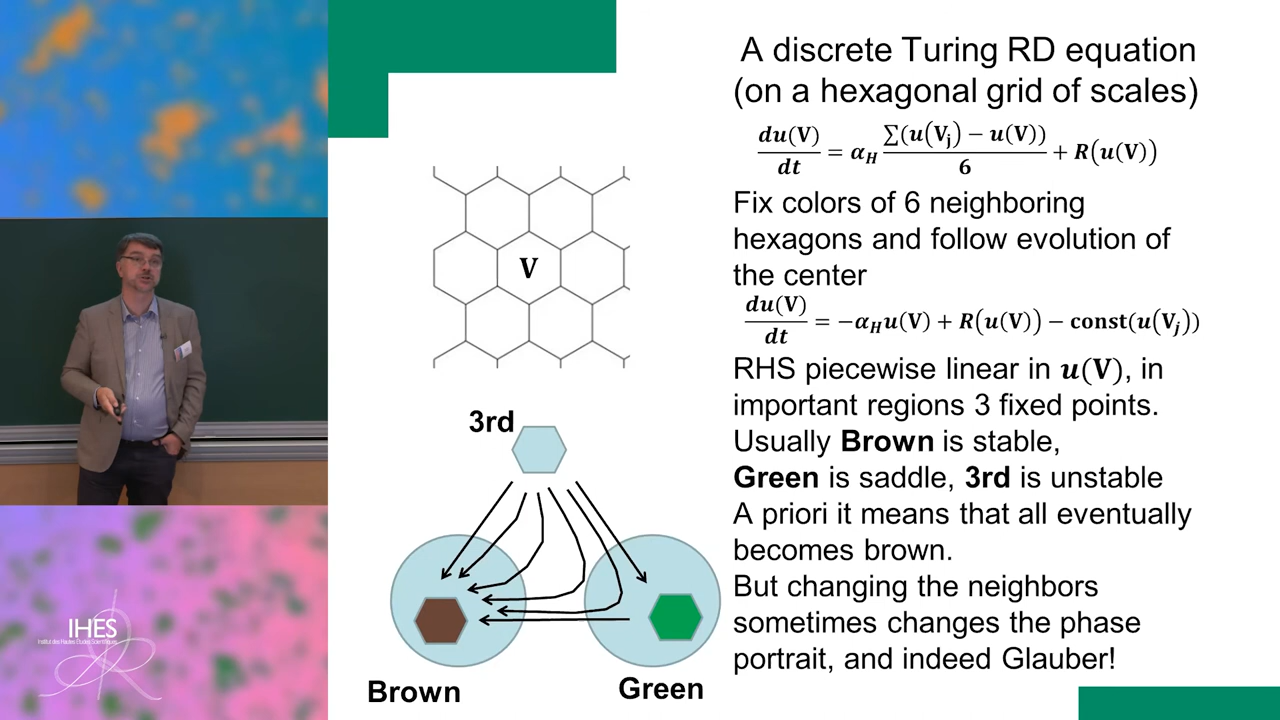 A discrete Turing RD equation
(on a hexagonal grid of scales)
du(V)/dt = α_H ∑(u(V_j) − u(V))/6 + R(u(V))
Fix colors of 6 neighboring
hexagons and follow evolution of
the center
du(V)/dt = −α_H u(V) + R(u(V)) − const(u(V_j))
RHS piecewise linear in u(V), in
important regions 3 fixed points.
Usually Brown is stable,
Green is saddle, 3rd is unstable
A priori it means that all eventually
becomes brown.
But changing the neighbors
sometimes changes the phase
portrait, and indeed Glauber!
V
3rd
Brown
Green
IHES
Institut des Hautes Études Scientifiques